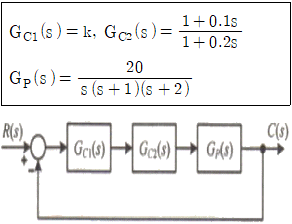 G_C1(s) = k, G_C2(s) = (1 + 0.1s)/(1 + 0.2s)
G_P(s) = 20/(s(s+1)(s+2))
R(s) + − G_C1(s) G_C2(s) G_P(s) C(s)